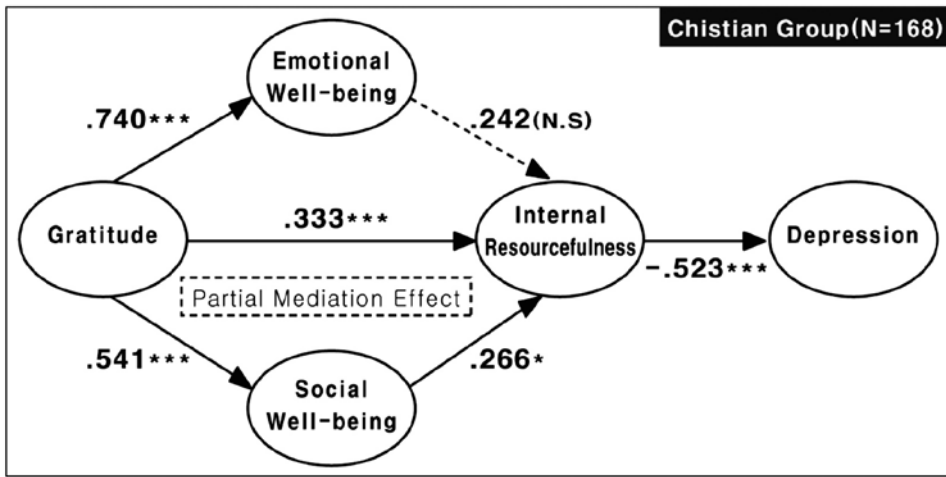 Chistian Group(N=168)
Emotional
Well-being
.740***
.242(N.S)
Gratitude
.333***
Internal
Resourcefulness
Depression
-.523***
Partial Mediation Effect
.541***
.266*
Social
Well-being